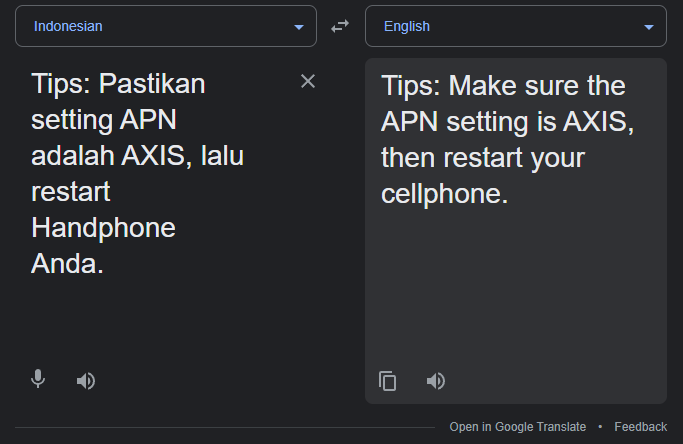 Indonesian
English
Tips: Pastikan
setting APN
adalah AXIS, lalu
restart
Handphone
Anda.
Tips: Make sure the
APN setting is AXIS,
then restart your
cellphone.
Open in Google Translate • Feedback